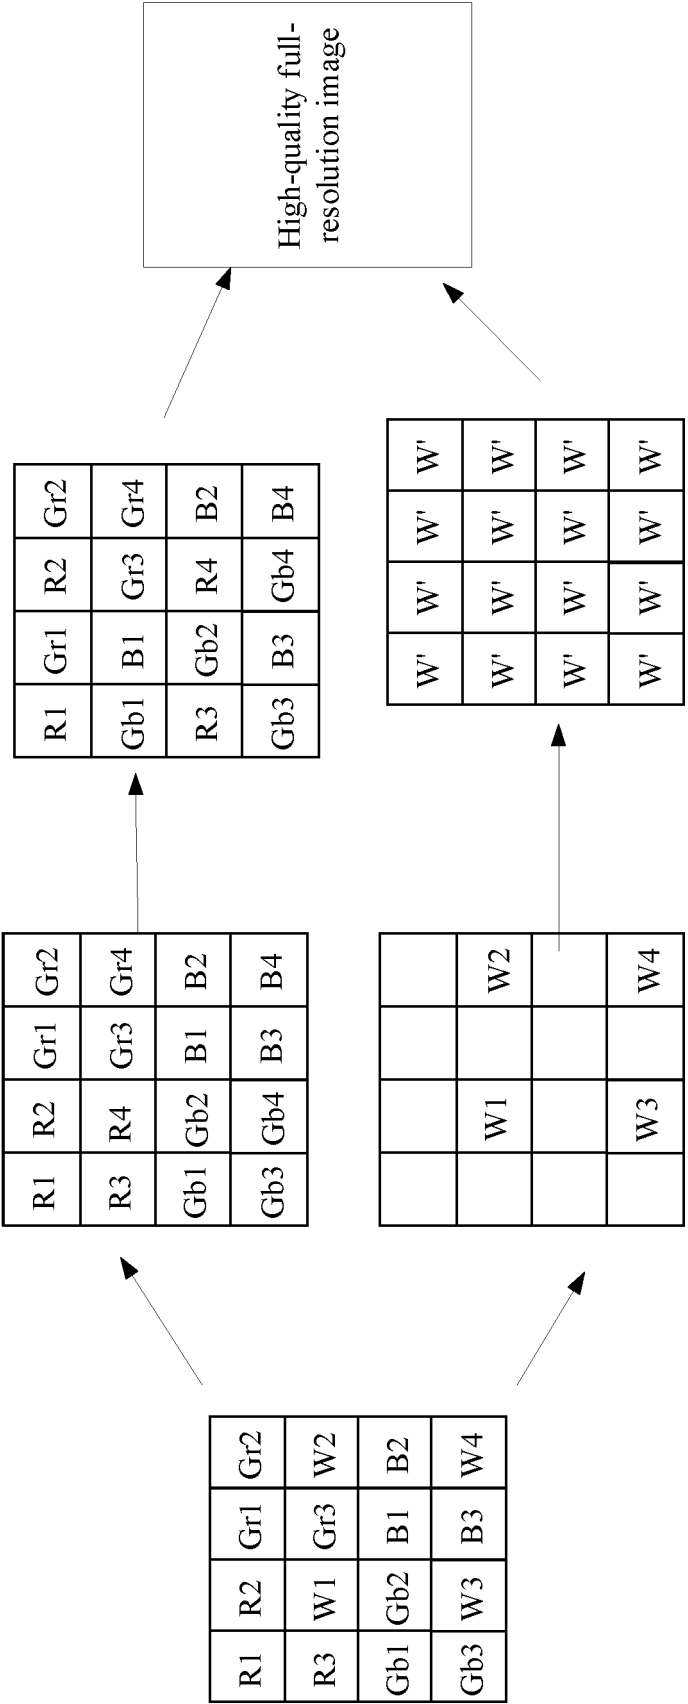 R1 R2 Gr1 Gr2
R3 W1 Gr3 W2
Gb1 Gb2 B1 B2
Gb3 W3 B3 W4
R1 R2 Gr1 Gr2
R3 R4 Gr3 Gr4
Gb1 Gb2 B1 B2
Gb3 Gb4 B3 B4
W1 W2
W3 W4
R1 Gr1 R2 Gr2
Gb1 B1 Gr3 Gr4
R3 Gb2 R4 B2
Gb3 B3 Gb4 B4
W' W' W' W'
W' W' W' W'
W' W' W' W'
W' W' W' W'
High-quality full-
resolution image